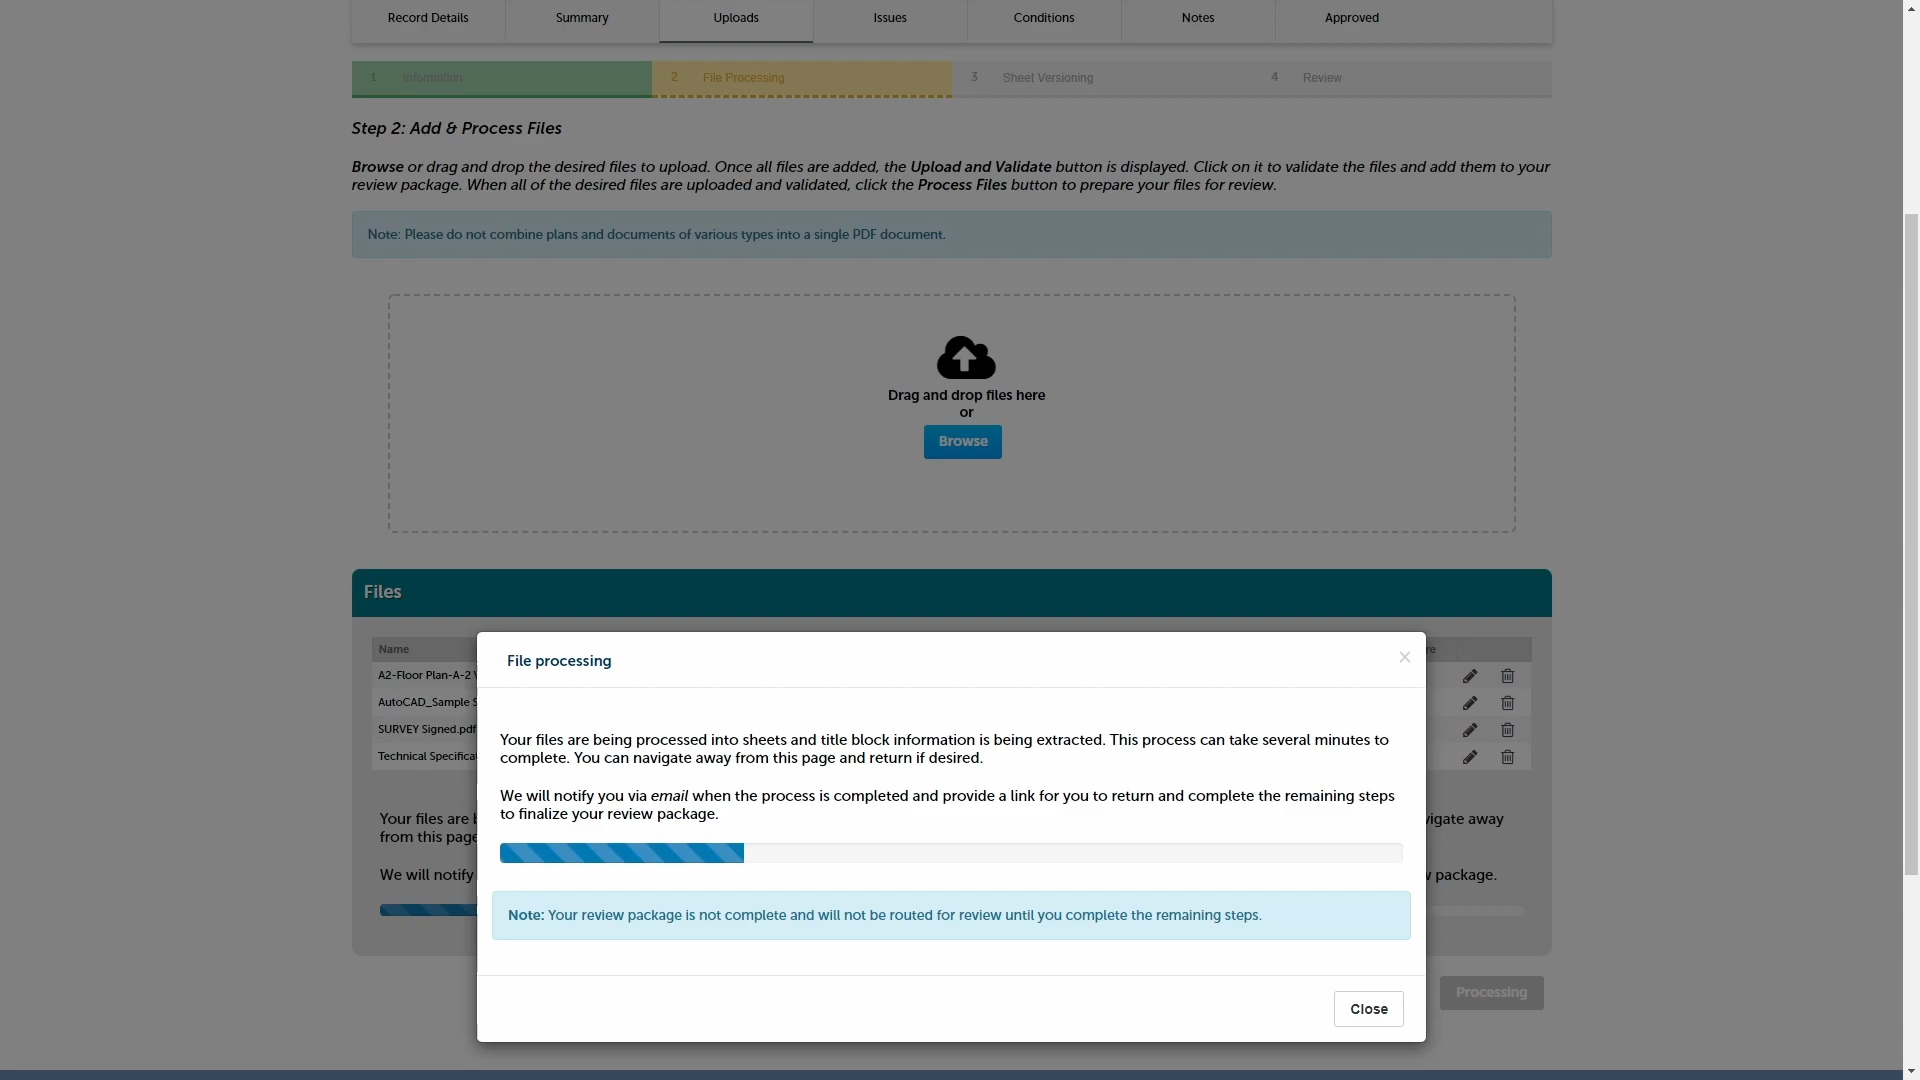 Record Details
Summary
Uploads
Issues
Conditions
Notes
Approved
1 Information
2 File Processing
3 Sheet Versioning
4 Review
Step 2: Add & Process Files
Browse or drag and drop the desired files to upload. Once all files are added, the Upload and Validate button is displayed. Click on it to validate the files and add them to your
review package. When all of the desired files are uploaded and validated, click the Process Files button to prepare your files for review.
Note: Please do not combine plans and documents of various types into a single PDF document.
Drag and drop files here
or
Browse
Files
Name
A2-Floor Plan-A-2
AutoCAD_Sample
SURVEY Signed.pdf
Technical Specifica
Your files are
vigate away
from this page
We will notify
package.
Processing
File processing
Your files are being processed into sheets and title block information is being extracted. This process can take several minutes to
complete. You can navigate away from this page and return if desired.
We will notify you via email when the process is completed and provide a link for you to return and complete the remaining steps
to finalize your review package.
Note: Your review package is not complete and will not be routed for review until you complete the remaining steps.
Close